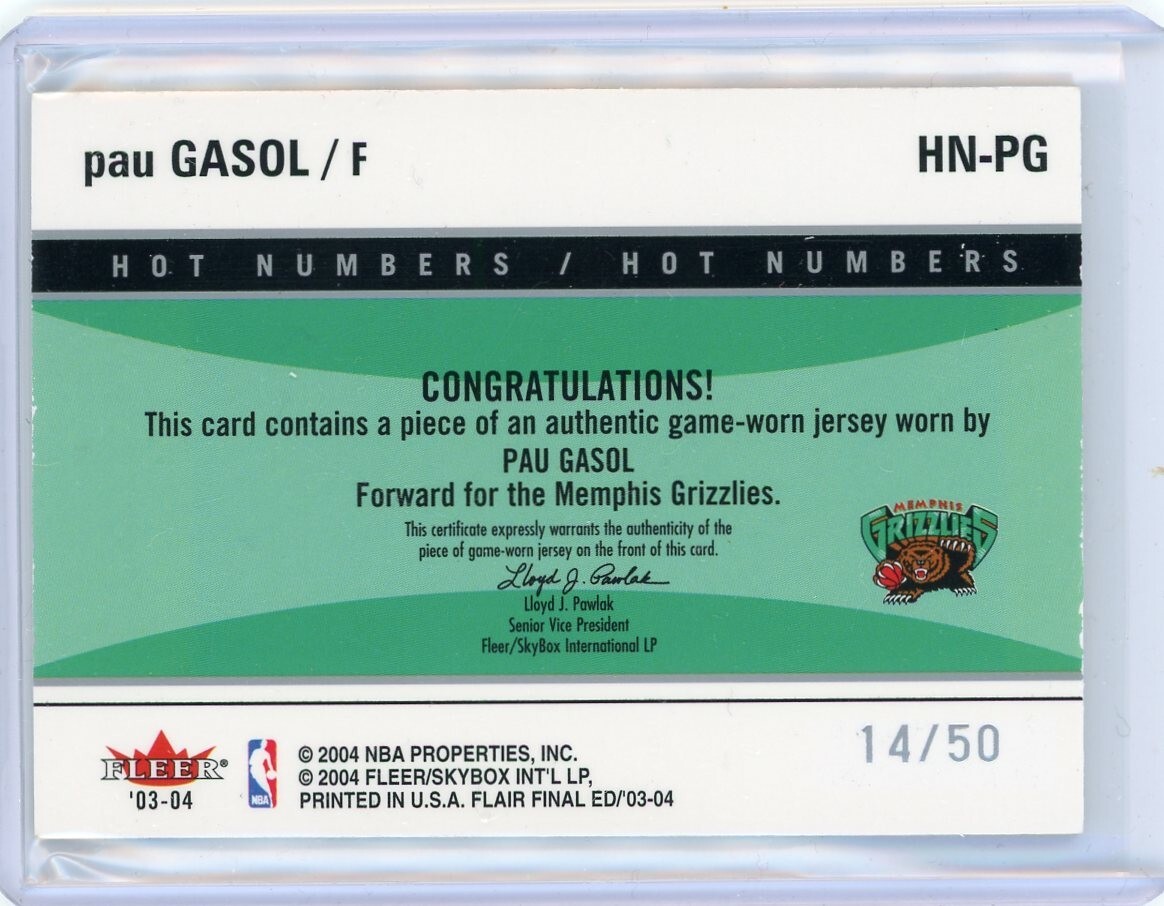 pau GASOL / F
HN-PG
HOT NUMBERS / HOT NUMBERS
CONGRATULATIONS!
This card contains a piece of an authentic game-worn jersey worn by
PAU GASOL
Forward for the Memphis Grizzlies.
This certificate expressly warrants the authenticity of the
piece of game-worn jersey on the front of this card.
Lloyd J. Pawlak
Lloyd J. Pawlak
Senior Vice President
Fleer/SkyBox International LP
MEMPHIS
GRIZZLIES
14/50
FLEER®
'03-04
NBA
© 2004 NBA PROPERTIES, INC.
© 2004 FLEER/SKYBOX INT'L LP,
PRINTED IN U.S.A. FLAIR FINAL ED/'03-04